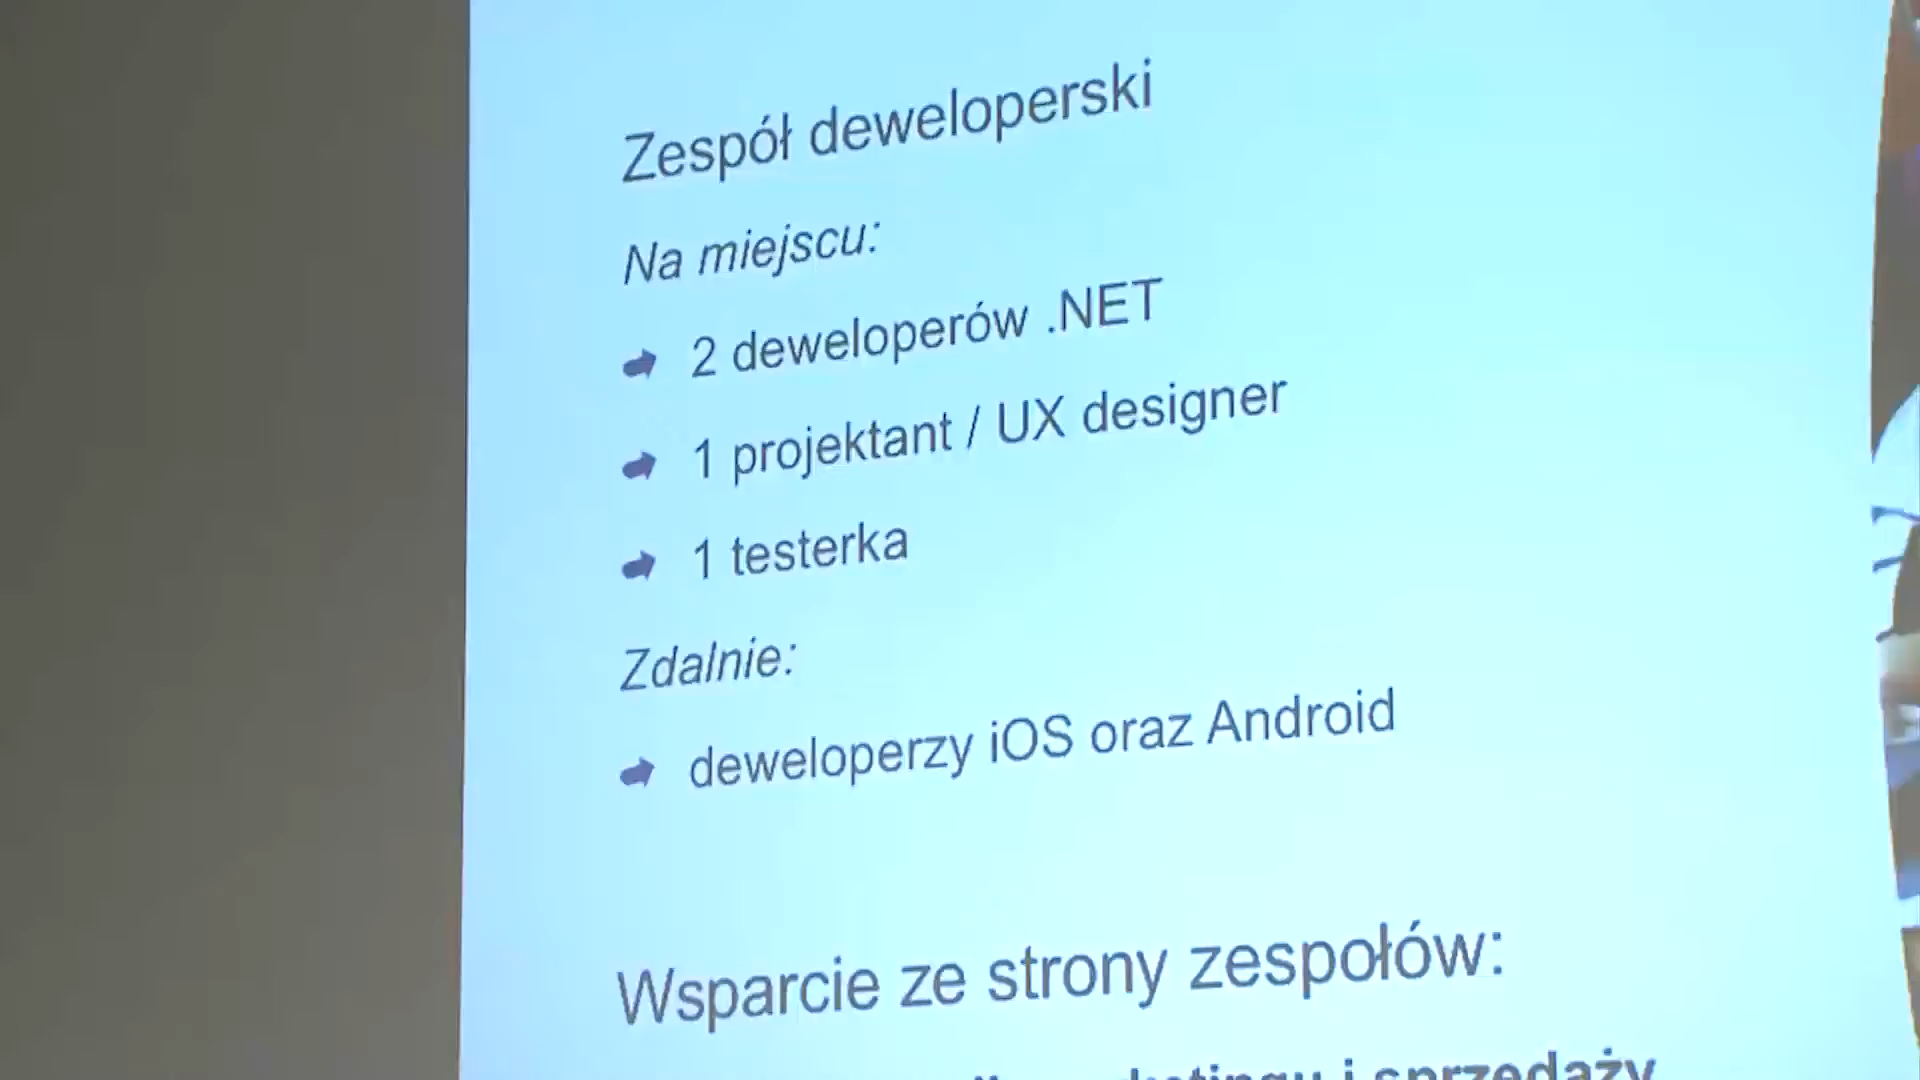 Zespół deweloperski
Na miejscu:
2 deweloperów .NET
1 projektant / UX designer
1 testerka
Zdalnie:
deweloperzy iOS oraz Android
Wsparcie ze strony zespołów:
i sprzedaży